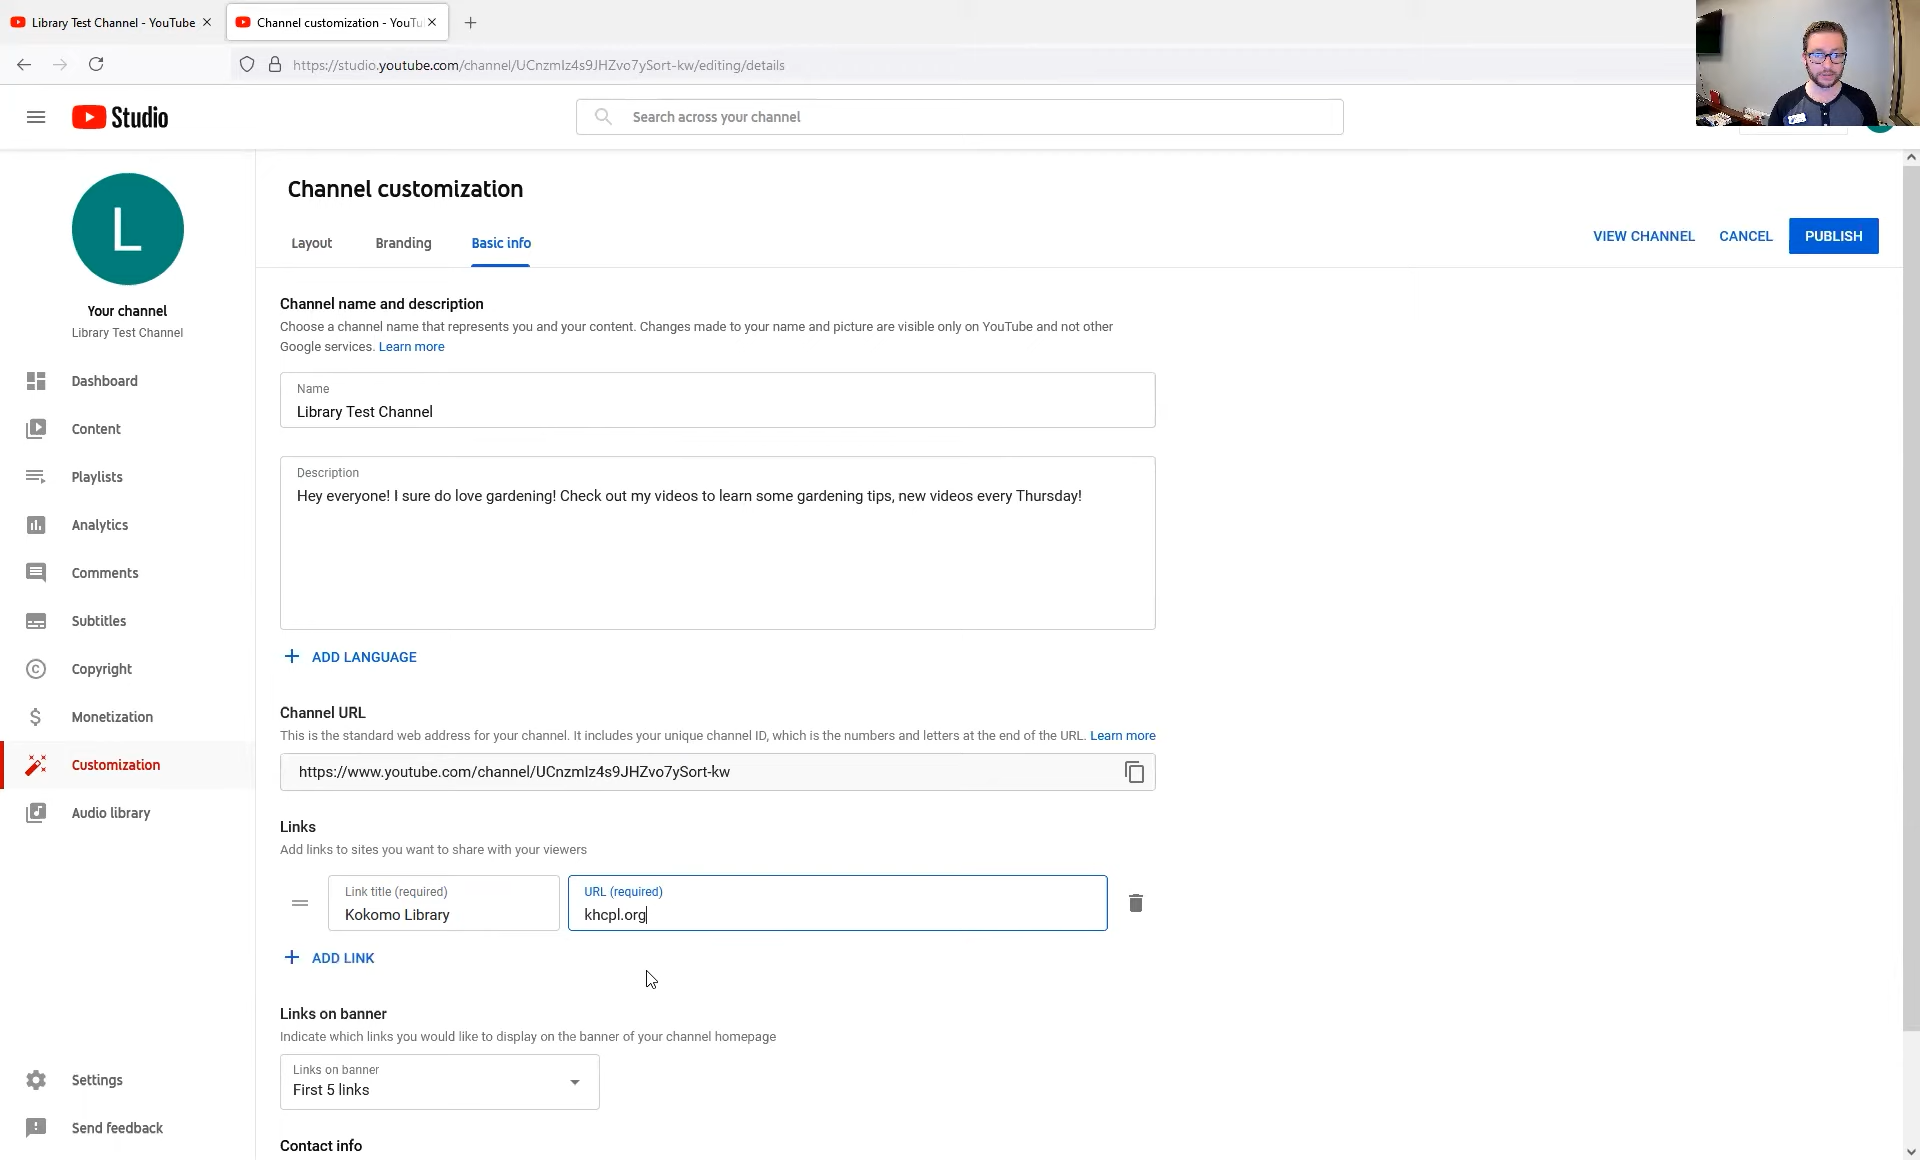 Library Test Channel - YouTube
Channel customization - YouTu
https://studio.youtube.com/channel/UCnzmIz4s9JHZvo7ySort-kw/editing/details
Studio
Search across your channel
L
Your channel
Library Test Channel
Dashboard
Content
Playlists
Analytics
Comments
Subtitles
Copyright
Monetization
Customization
Audio library
Settings
Send feedback
Channel customization
Layout
Branding
Basic info
VIEW CHANNEL
CANCEL
PUBLISH
Channel name and description
Choose a channel name that represents you and your content. Changes made to your name and picture are visible only on YouTube and not other
Google services. Learn more
Name
Library Test Channel
Description
Hey everyone! I sure do love gardening! Check out my videos to learn some gardening tips, new videos every Thursday!
ADD LANGUAGE
Channel URL
This is the standard web address for your channel. It includes your unique channel ID, which is the numbers and letters at the end of the URL. Learn more
https://www.youtube.com/channel/UCnzmIz4s9JHZvo7ySort-kw
Links
Add links to sites you want to share with your viewers
Link title (required)
Kokomo Library
URL (required)
khcpl.org
ADD LINK
Links on banner
Indicate which links you would like to display on the banner of your channel homepage
Links on banner
First 5 links
Contact info